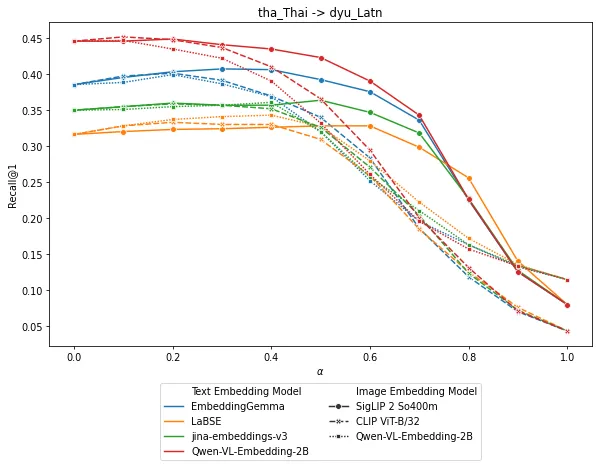 tha_Thai -> dyu_Latn
Recall@1
0.45
0.40
0.35
0.30
0.25
0.20
0.15
0.10
0.05
0.0
0.2
0.4
0.6
0.8
1.0
α
Text Embedding Model
EmbeddingGemma
LaBSE
jina-embeddings-v3
Qwen-VL-Embedding-2B
Image Embedding Model
SigLIP 2 So400m
CLIP ViT-B/32
Qwen-VL-Embedding-2B